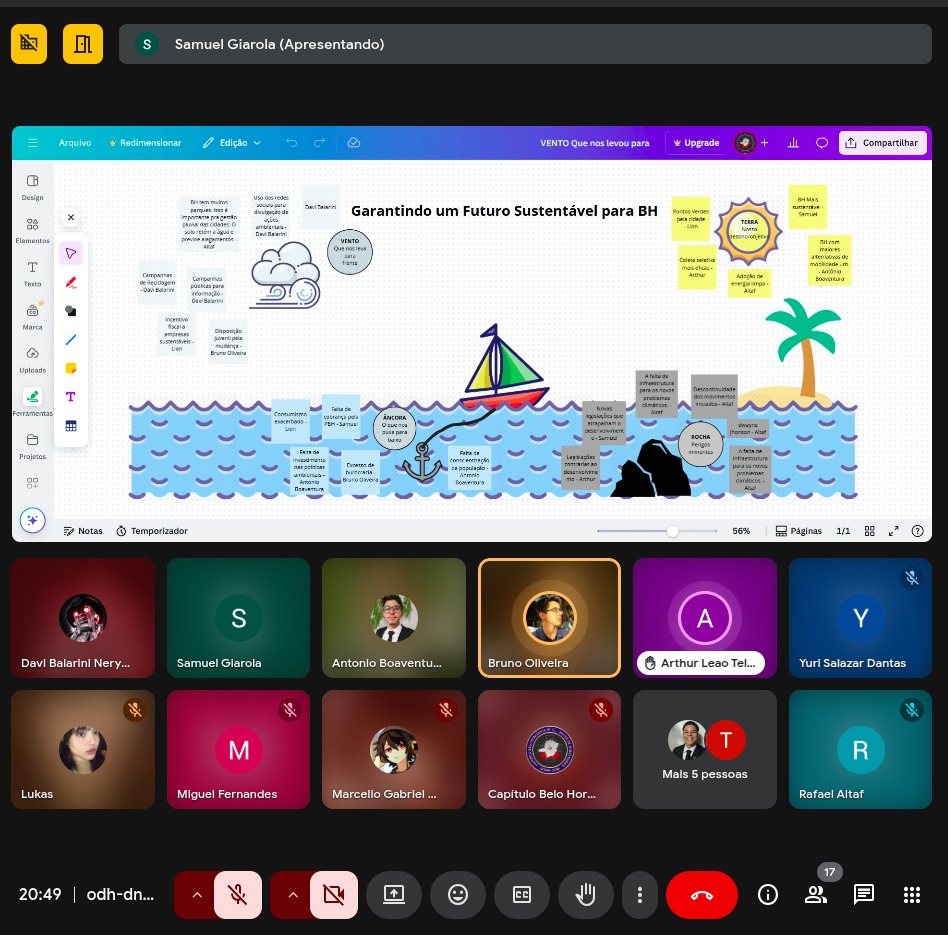 S
Samuel Giarola (Apresentando)
Arquivo
Redimensionar
Edição
VENTO Que nos levou para
Upgrade
Compartilhar
Design
Elementos
Texto
Marca
Uploads
Ferramentas
Projetos
T
Garantindo um Futuro Sustentável para BH
BH sem muitos
parques. Isso é
importante pra gestão
pluvial das cidades. O
solo retém a água e
previne alagamentos -
Altaf
Uso das redes
sociais para
divulgação de
ações
ambientais -
Davi Balarini
Davi Balarini
VENTO
Que nos leva
para
frente
Campanhas
de Reciclagem
- Davi Balarini
Campanhas
públicas para
informação -
Davi Balarini
Incentivo
fiscal a
empresas
sustentáveis -
Lion
Disposição
juvenil pela
mudança -
Bruno Oliveira
Pontos Verdes
pela cidade
- Lion
TERRA
Nosso
destino/objetivo
BH Mais
sustentável -
Samuel
Coleta seletiva
mais eficaz -
Arthur
Adoção de
energia limpa -
Altaf
BH com
maiores
alternativas de
mobilidade urb.
- Antônio
Boaventura
Consumismo
exacerbado -
Lion
Falta de
cobrança pelo
PBH - Samuel
ÂNCORA
O que nos
puxa para
baixo
Falta de
investimento
nas políticas
ambientais -
Antonio
Boaventura
Excesso de
burocracia -
Bruno Oliveira
Falta de
conscientização
da população -
Antonio
Boaventura
Novas
legislações que
atrapalham o
desenvolviment
o - Samuel
A falta de
infraestrutura
para os novos
problemas
climáticos. -
Altaf
Descontinuidade
dos movimentos
iniciados - Altaf
Legislações
contrárias ao
desenvolvime
nto - Arthur
ROCHA
Perigos
iminentes
dwayne
jhonson - Altaf
A falta de
infraestrutura
para os novos
problemas
climáticos. -
Altaf
Notas
Temporizador
56%
Páginas
1/1
Davi Balarini Nery...
S
Samuel Giarola
Antonio Boaventu...
Bruno Oliveira
A
Arthur Leao Tel...
Y
Yuri Salazar Dantas
Lukas
M
Miguel Fernandes
Marcello Gabriel ...
Capítulo Belo Hor...
T
Mais 5 pessoas
R
Rafael Altaf
20:49
odh-dn...
17